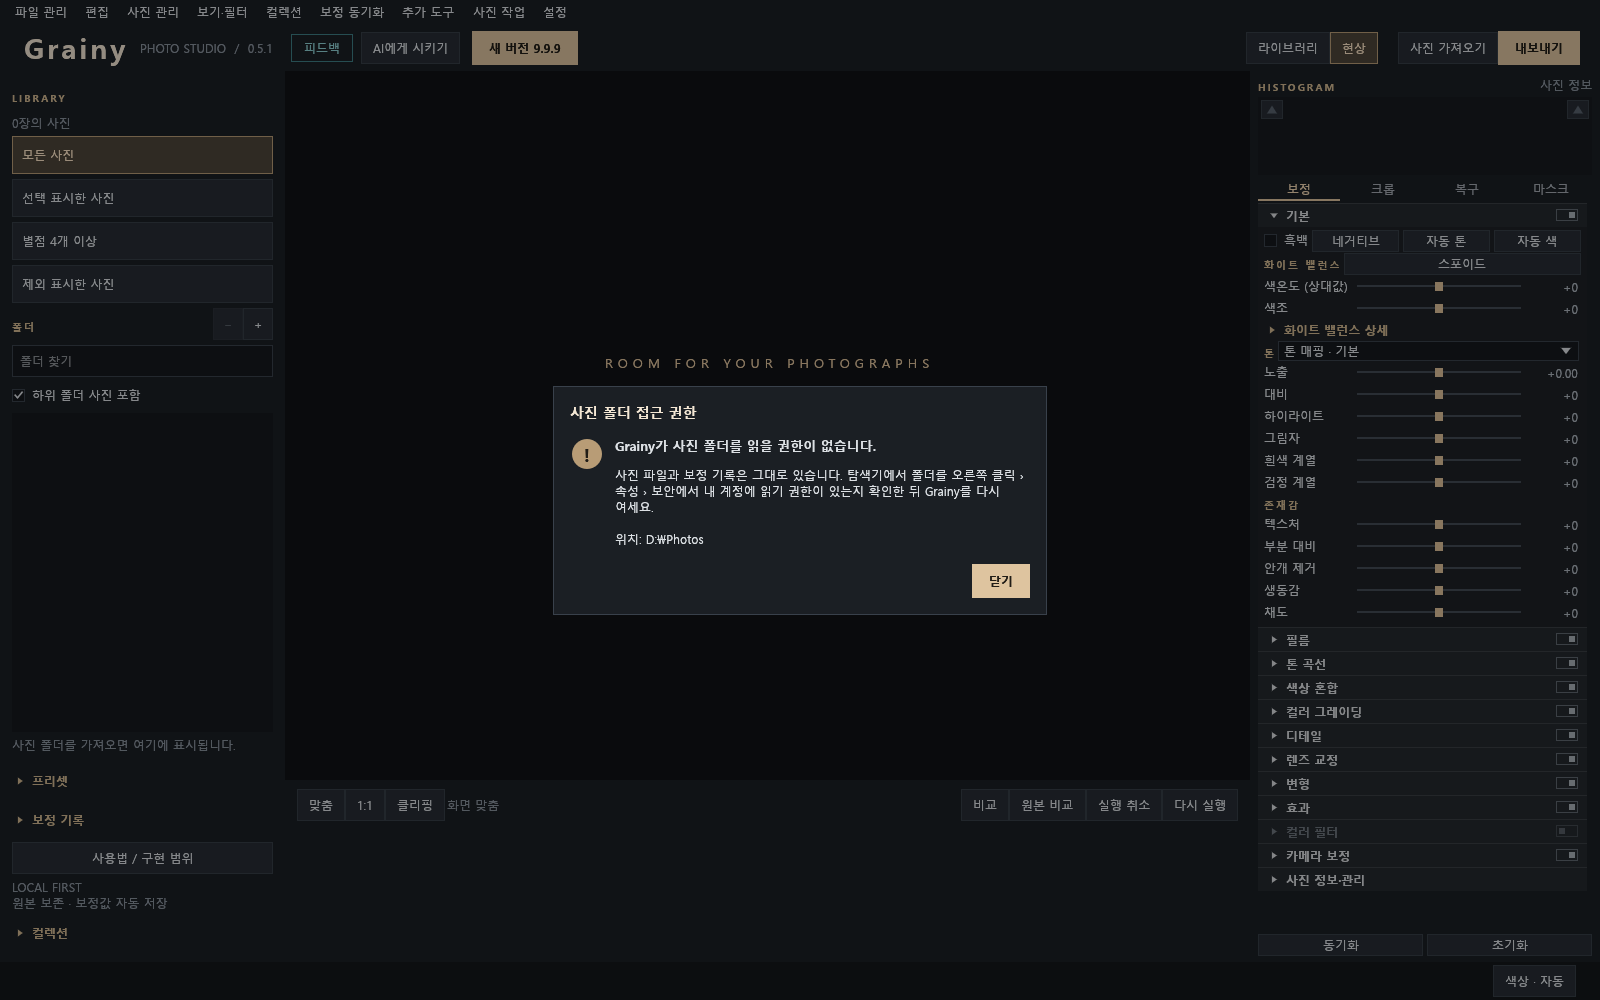 파일 관리 편집 사진 관리 보기·필터 컬렉션 보정 동기화 추가 도구 사진 작업 설정
Grainy PHOTO STUDIO / 0.5.1 피드백 AI에게 시키기 새 버전 9.9.9 라이브러리 현상 사진 가져오기 내보내기
LIBRARY
0장의 사진
모든 사진
선택 표시한 사진
별점 4개 이상
제외 표시한 사진
폴더 − +
폴더 찾기
하위 폴더 사진 포함
사진 폴더를 가져오면 여기에 표시됩니다.
프리셋
보정 기록
사용법 / 구현 범위
LOCAL FIRST
원본 보존 · 보정값 자동 저장
컬렉션
ROOM FOR YOUR PHOTOGRAPHS
사진 폴더 접근 권한
! Grainy가 사진 폴더를 읽을 권한이 없습니다.
사진 파일과 보정 기록은 그대로 있습니다. 탐색기에서 폴더를 오른쪽 클릭 ›
속성 › 보안에서 내 계정에 읽기 권한이 있는지 확인한 뒤 Grainy를 다시
여세요.
위치: D:₩Photos
닫기
맞춤 1:1 클리핑 화면 맞춤 비교 원본 비교 실행 취소 다시 실행
HISTOGRAM 사진 정보
보정 크롭 복구 마스크
기본
흑백 네거티브 자동 톤 자동 색
화이트 밸런스 스포이드
색온도 (상대값) +0
색조 +0
화이트 밸런스 상세
톤 톤 매핑 · 기본
노출 +0.00
대비 +0
하이라이트 +0
그림자 +0
흰색 계열 +0
검정 계열 +0
존재감
텍스처 +0
부분 대비 +0
안개 제거 +0
생동감 +0
채도 +0
필름
톤 곡선
색상 혼합
컬러 그레이딩
디테일
렌즈 교정
변형
효과
컬러 필터
카메라 보정
사진 정보·관리
동기화 초기화
색상 · 자동